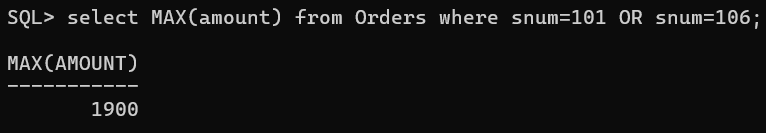 SQL> select MAX(amount) from Orders where snum=101 OR snum=106;
MAX(AMOUNT)
-----------
1900